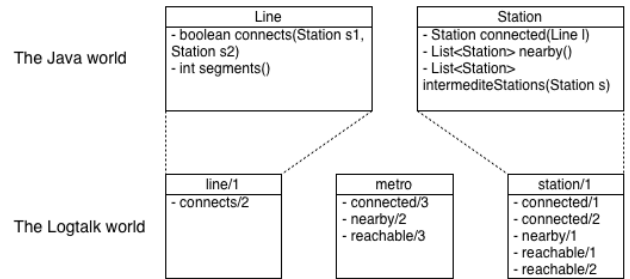 Line
- boolean connects(Station s1,
Station s2)
- int segments()
Station
- Station connected(Line l)
- List<Station> nearby()
- List<Station>
intermediteStations(Station s)
The Java world
line/1
- connects/2
metro
- connected/3
- nearby/2
- reachable/3
station/1
- connected/1
- connected/2
- nearby/1
- reachable/1
- reachable/2
The Logtalk world